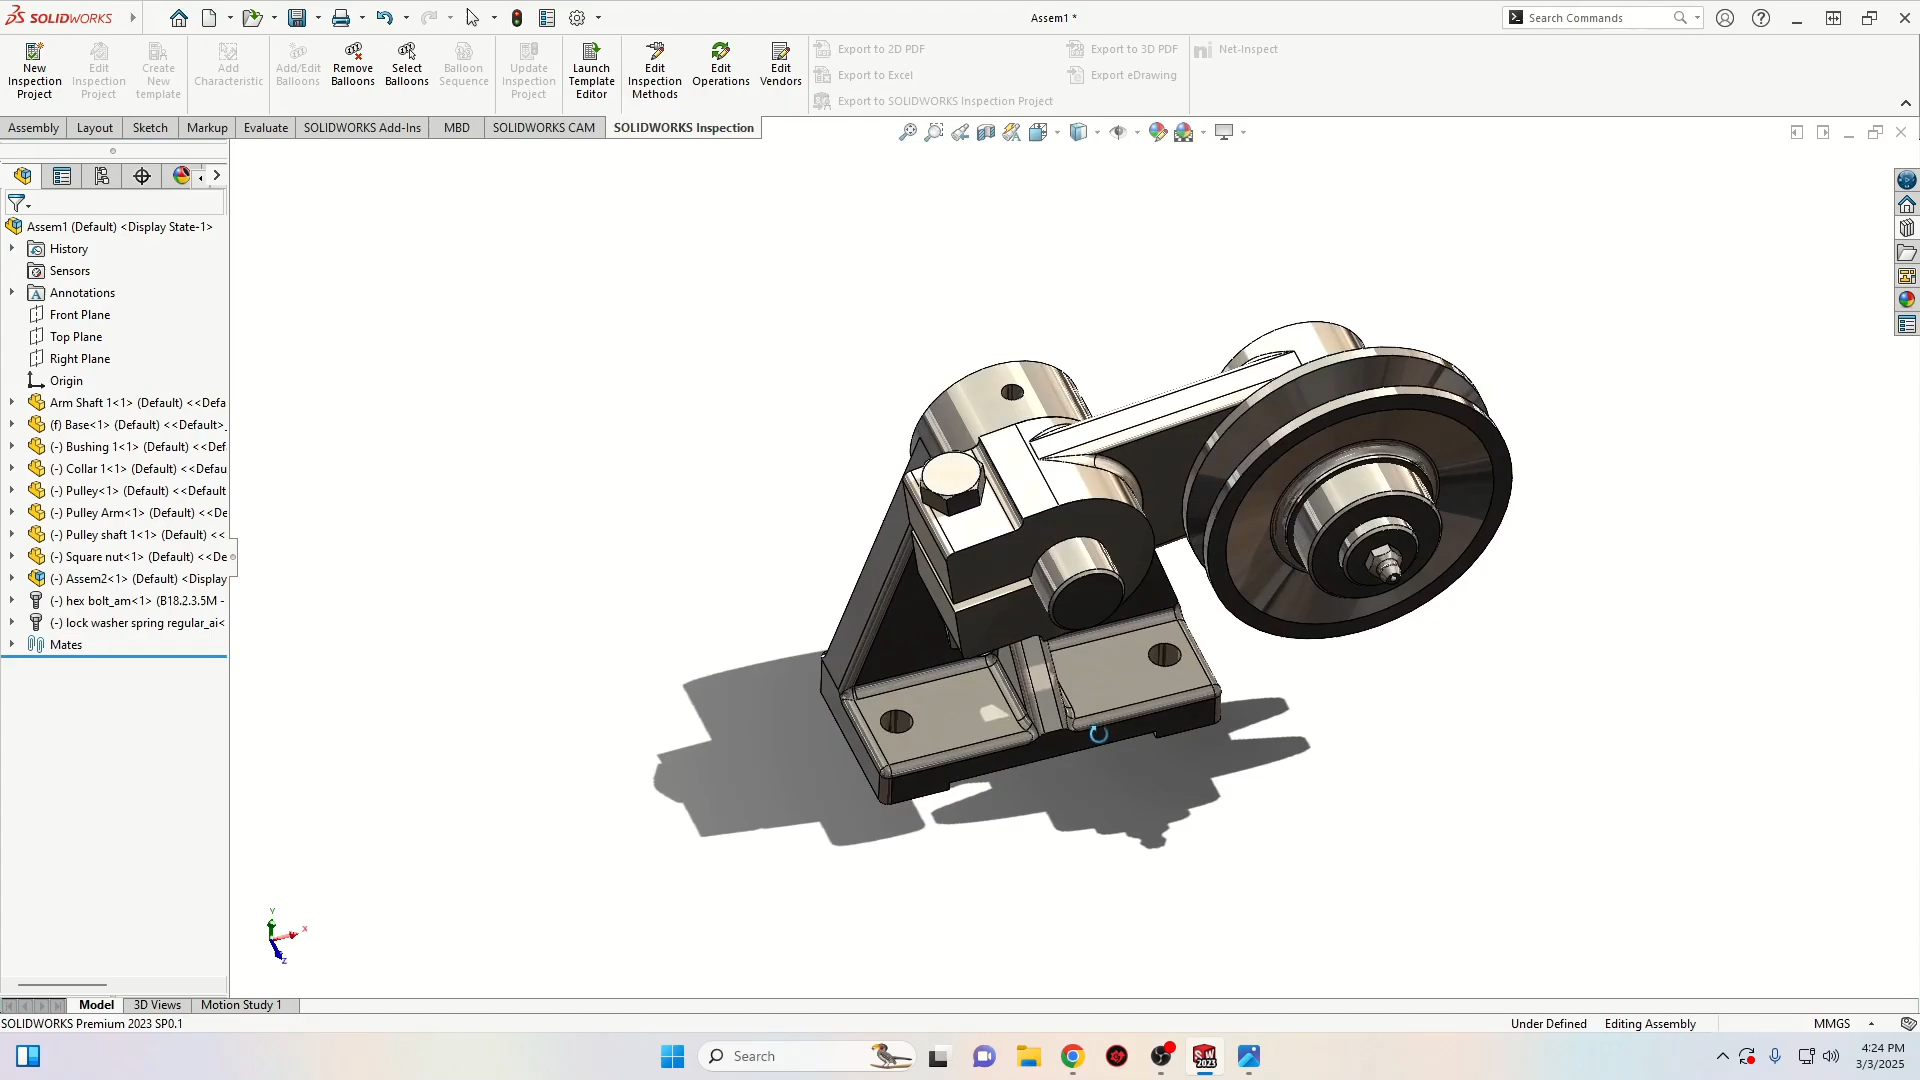 SOLIDWORKS
Assem1 *
Search Commands
New Inspection Project
Edit Inspection Project
Create New template
Add Characteristic
Add/Edit Balloons
Remove Balloons
Select Balloons
Balloon Sequence
Update Inspection Project
Launch Template Editor
Edit Inspection Methods
Edit Operations
Edit Vendors
Export to 2D PDF
Export to Excel
Export to SOLIDWORKS Inspection Project
Export to 3D PDF
Export eDrawing
Net-Inspect
Assembly
Layout
Sketch
Markup
Evaluate
SOLIDWORKS Add-Ins
MBD
SOLIDWORKS CAM
SOLIDWORKS Inspection
Assem1 (Default) <Display State-1>
History
Sensors
Annotations
Front Plane
Top Plane
Right Plane
Origin
Arm Shaft 1<1> (Default) <<Defa
(f) Base<1> (Default) <<Default>_
(-) Bushing 1<1> (Default) <<Def
(-) Collar 1<1> (Default) <<Defau
(-) Pulley<1> (Default) <<Default
(-) Pulley Arm<1> (Default) <<De
(-) Pulley shaft 1<1> (Default) <<
(-) Square nut<1> (Default) <<De
(-) Assem2<1> (Default) <Display
(-) hex bolt_am<1> (B18.2.3.5M -
(-) lock washer spring regular_ai<
Mates
Y
X
Z
Model
3D Views
Motion Study 1
SOLIDWORKS Premium 2023 SP0.1
Under Defined
Editing Assembly
MMGS
Search
4:24 PM
3/3/2025